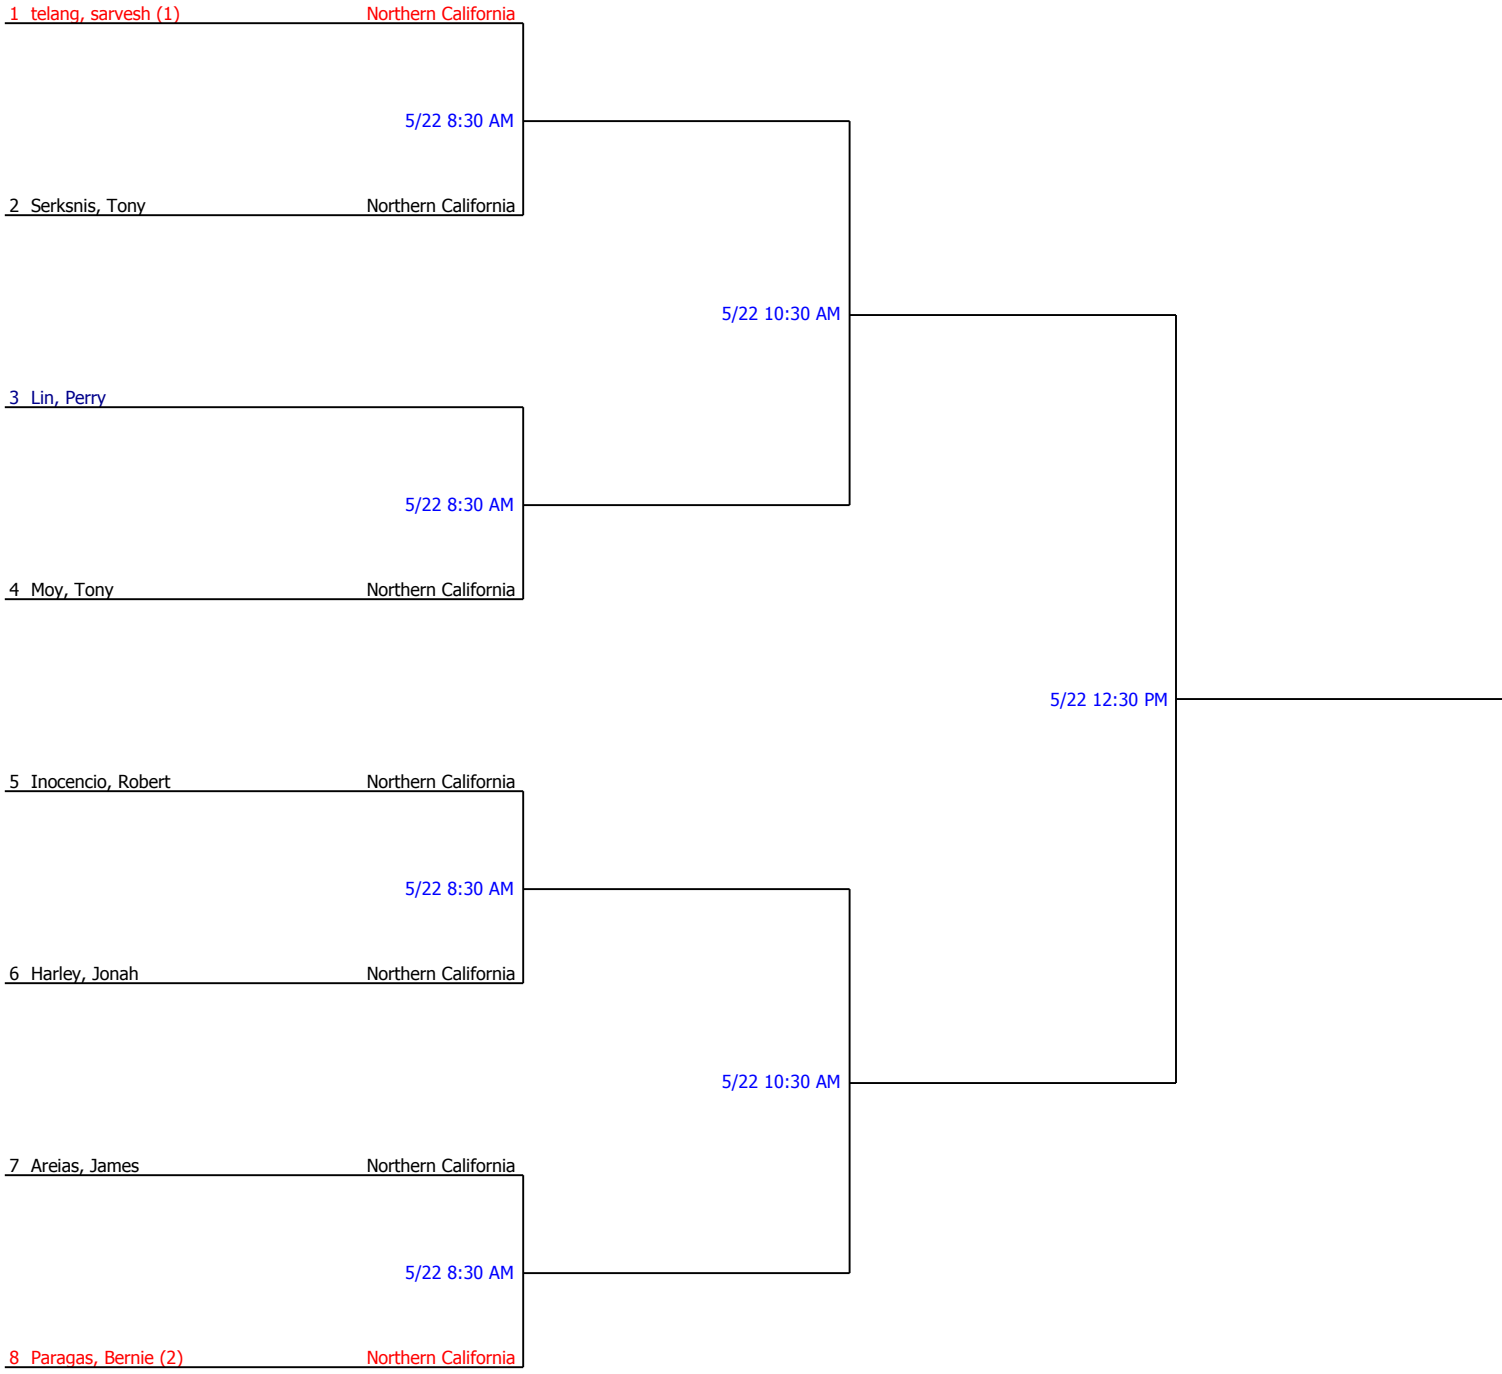 1 telang, sarvesh (1) Northern California
5/22 8:30 AM
2 Serksnis, Tony Northern California
5/22 10:30 AM
3 Lin, Perry
5/22 8:30 AM
4 Moy, Tony Northern California
5/22 12:30 PM
5 Inocencio, Robert Northern California
5/22 8:30 AM
6 Harley, Jonah Northern California
5/22 10:30 AM
7 Areias, James Northern California
5/22 8:30 AM
8 Paragas, Bernie (2) Northern California